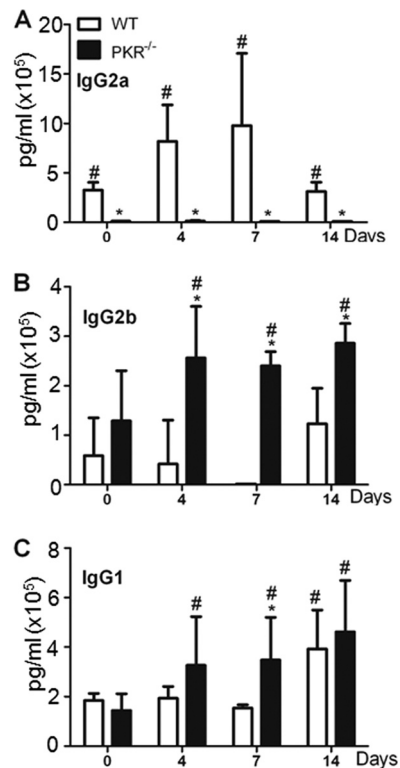 A
WT
PKR-/-
IgG2a
pg/ml (x10⁵)
20
15
10
5
0
# * # * # * # *
0 4 7 14 Days
B
IgG2b
pg/ml (x10⁵)
4
3
2
1
0
# * # * # *
0 4 7 14 Days
C
IgG1
pg/ml (x10⁵)
8
6
4
2
0
# # * # #
0 4 7 14 Days